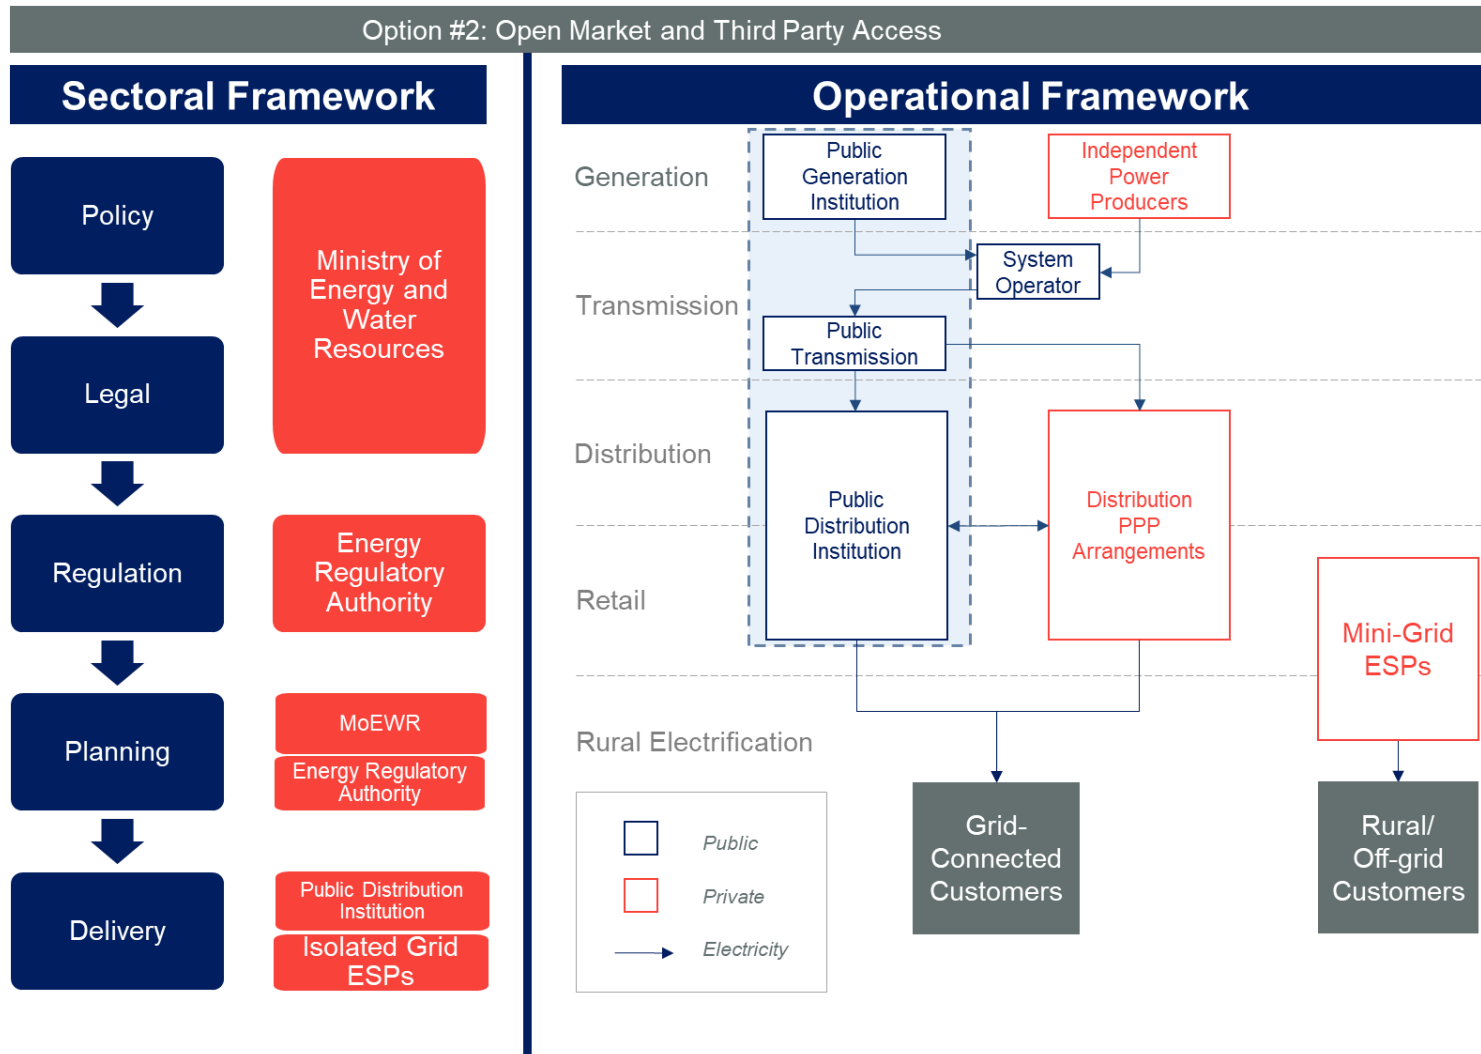 Option #2: Open Market and Third Party Access
Sectoral Framework
Policy
Legal
Regulation
Planning
Delivery
Ministry of
Energy and
Water
Resources
Energy
Regulatory
Authority
MoEWR
Energy Regulatory
Authority
Public Distribution
Institution
Isolated Grid
ESPs
Operational Framework
Generation
Public
Generation
Institution
Independent
Power
Producers
Transmission
System
Operator
Public
Transmission
Distribution
Public
Distribution
Institution
Distribution
PPP
Arrangements
Retail
Mini-Grid
ESPs
Rural Electrification
Public
Private
Electricity
Grid-
Connected
Customers
Rural/
Off-grid
Customers